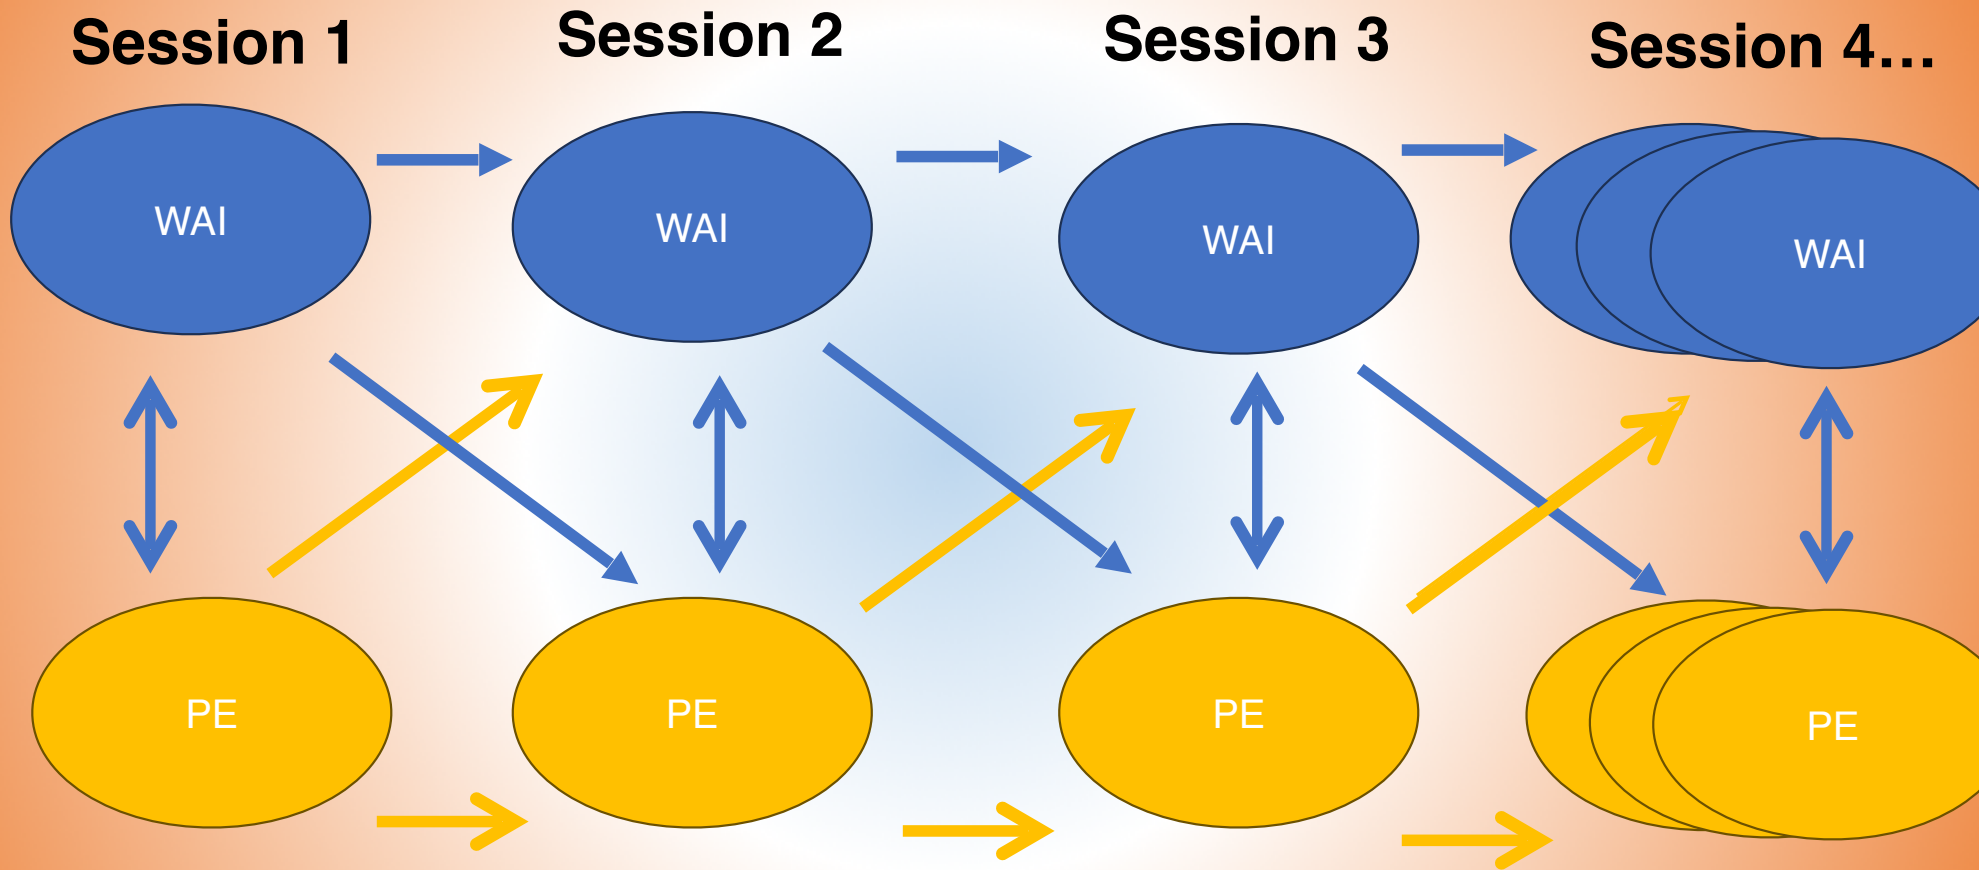 Session 1
Session 2
Session 3
Session 4...
WAI
WAI
WAI
WAI
PE
PE
PE
PE